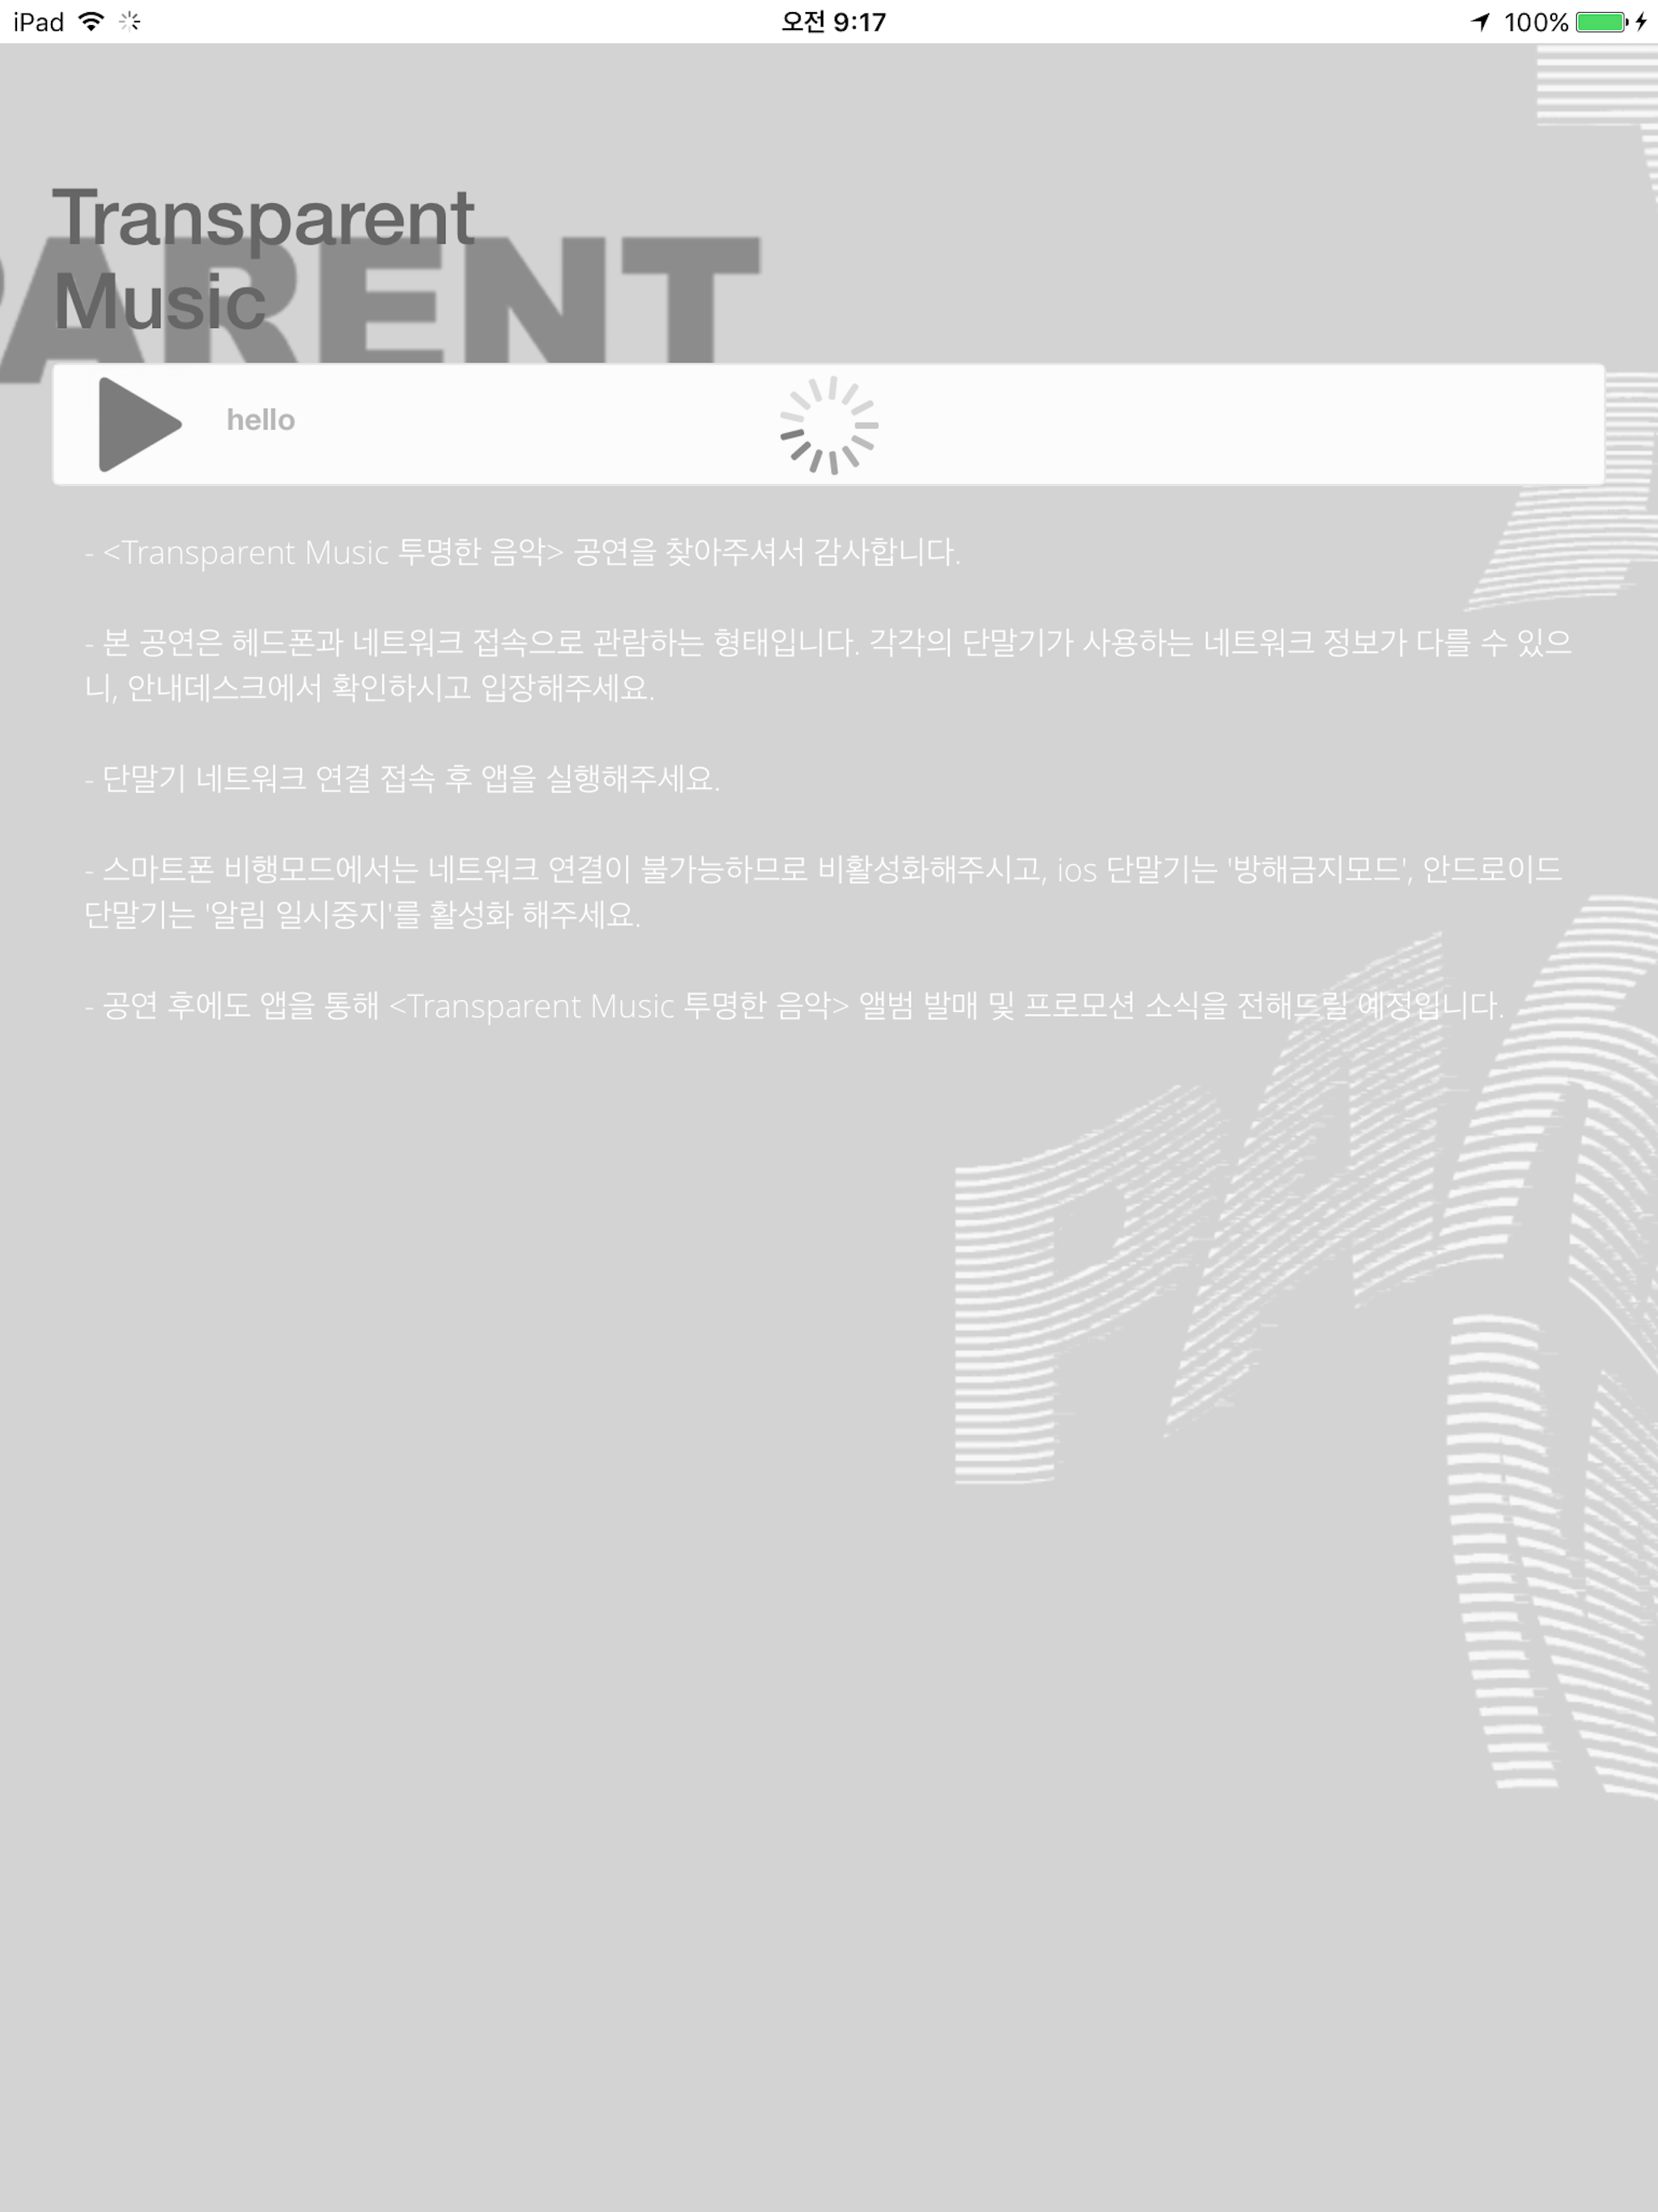 iPad 오전 9:17 100%
Transparent
PARENT
Music
hello
- <Transparent Music 투명한 음악> 공연을 찾아주셔서 감사합니다.
- 본 공연은 헤드폰과 네트워크 접속으로 관람하는 형태입니다. 각각의 단말기가 사용하는 네트워크 정보가 다를 수 있으
니, 안내데스크에서 확인하시고 입장해주세요.
- 단말기 네트워크 연결 접속 후 앱을 실행해주세요.
- 스마트폰 비행모드에서는 네트워크 연결이 불가능하므로 비활성화해주시고, ios 단말기는 '방해금지모드', 안드로이드
단말기는 '알림 일시중지'를 활성화 해주세요.
- 공연 후에도 앱을 통해 <Transparent Music 투명한 음악> 앨범 발매 및 프로모션 소식을 전해드릴 예정입니다.